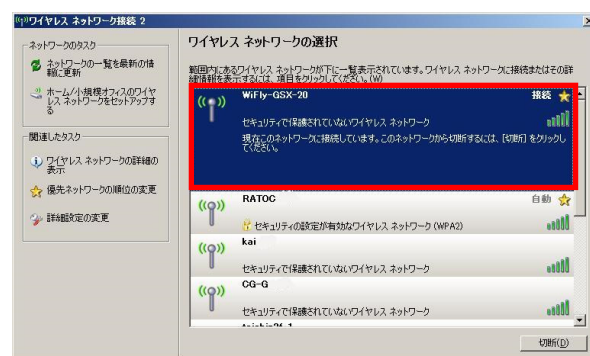 ワイヤレス ネットワーク接続 2
ネットワークのタスク
ネットワークの一覧を最新の情
報に更新
ホーム/小規模オフィスのワイヤ
レス ネットワークをセットアップす
る
関連したタスク
ワイヤレス ネットワークの詳細の
表示
優先ネットワークの順位の変更
詳細設定の変更
ワイヤレス ネットワークの選択
範囲内にあるワイヤレス ネットワークが下に一覧表示されています。ワイヤレス ネットワークに接続またはその詳
細情報を表示するには、項目をクリックしてください。(W)
WiFly-GSX-20 接続
セキュリティで保護されていないワイヤレス ネットワーク
現在このネットワークに接続しています。このネットワークから切断するには、[切断] をクリックし
てください。
RATOC 自動
セキュリティの設定が有効なワイヤレス ネットワーク (WPA2)
kai
セキュリティで保護されていないワイヤレス ネットワーク
CG-G
セキュリティで保護されていないワイヤレス ネットワーク
切断(D)